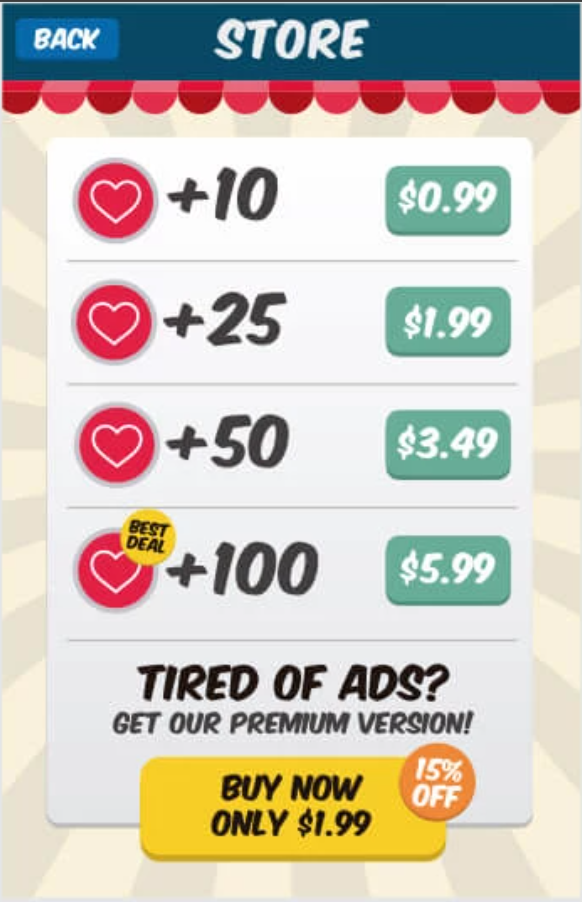 BACK
STORE
+10
$0.99
+25
$1.99
+50
$3.49
BEST
DEAL
+100
$5.99
TIRED OF ADS?
GET OUR PREMIUM VERSION!
15%
OFF
BUY NOW
ONLY $1.99